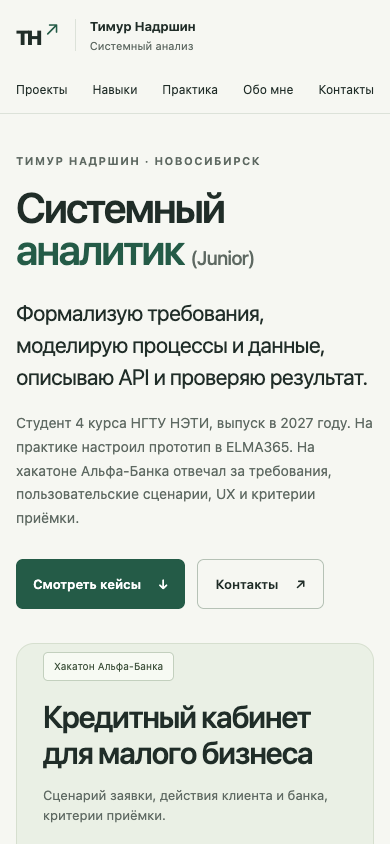 ТН↗
Тимур Надршин
Системный анализ
Проекты Навыки Практика Обо мне Контакты
ТИМУР НАДРШИН · НОВОСИБИРСК
Системный
аналитик (Junior)
Формализую требования,
моделирую процессы и данные,
описываю API и проверяю результат.
Студент 4 курса НГТУ НЭТИ, выпуск в 2027 году. На
практике настроил прототип в ELMA365. На
хакатоне Альфа-Банка отвечал за требования,
пользовательские сценарии, UX и критерии
приёмки.
Смотреть кейсы ↓ Контакты ↗
Хакатон Альфа-Банка
Кредитный кабинет
для малого бизнеса
Сценарий заявки, действия клиента и банка,
критерии приёмки.